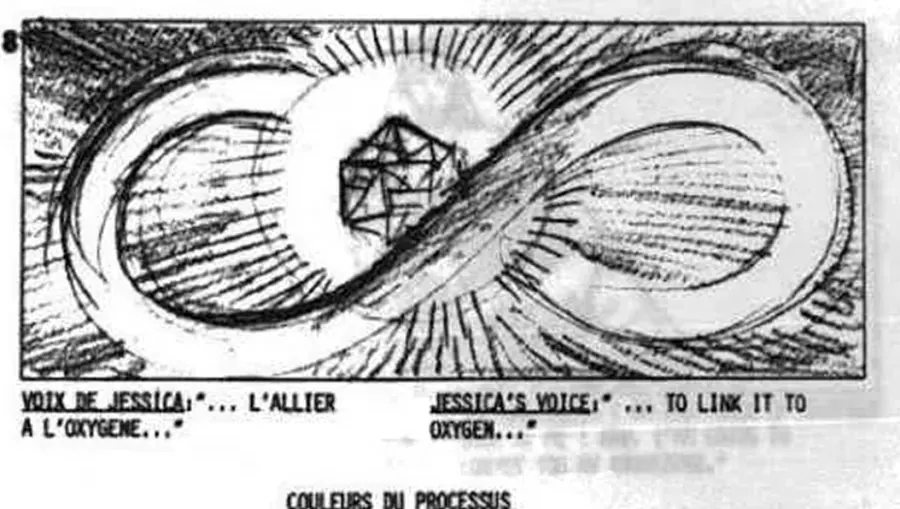 8
VOIX DE JESSICA:"... L'ALLIER
A L'OXYGENE..."
JESSICA'S VOICE:" ... TO LINK IT TO
OXYGEN..."
COULEURS DU PROCESSUS